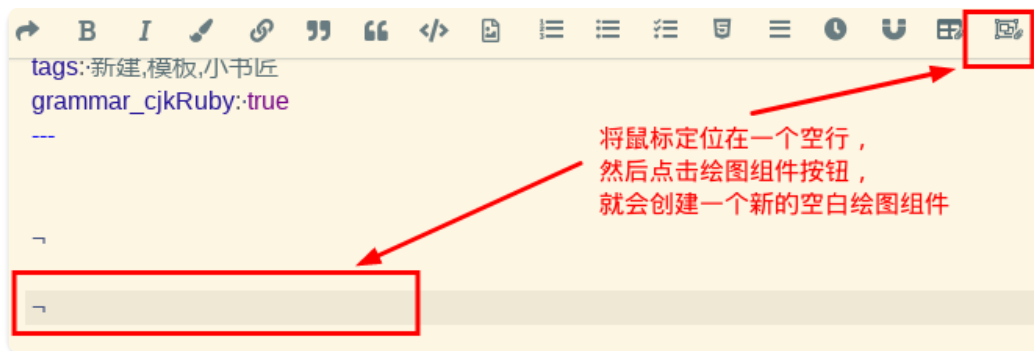 tags:·新建,模板,小书匠
grammar_cjkRuby:·true
---
将鼠标定位在一个空行，
然后点击绘图组件按钮，
就会创建一个新的空白绘图组件
¬
¬